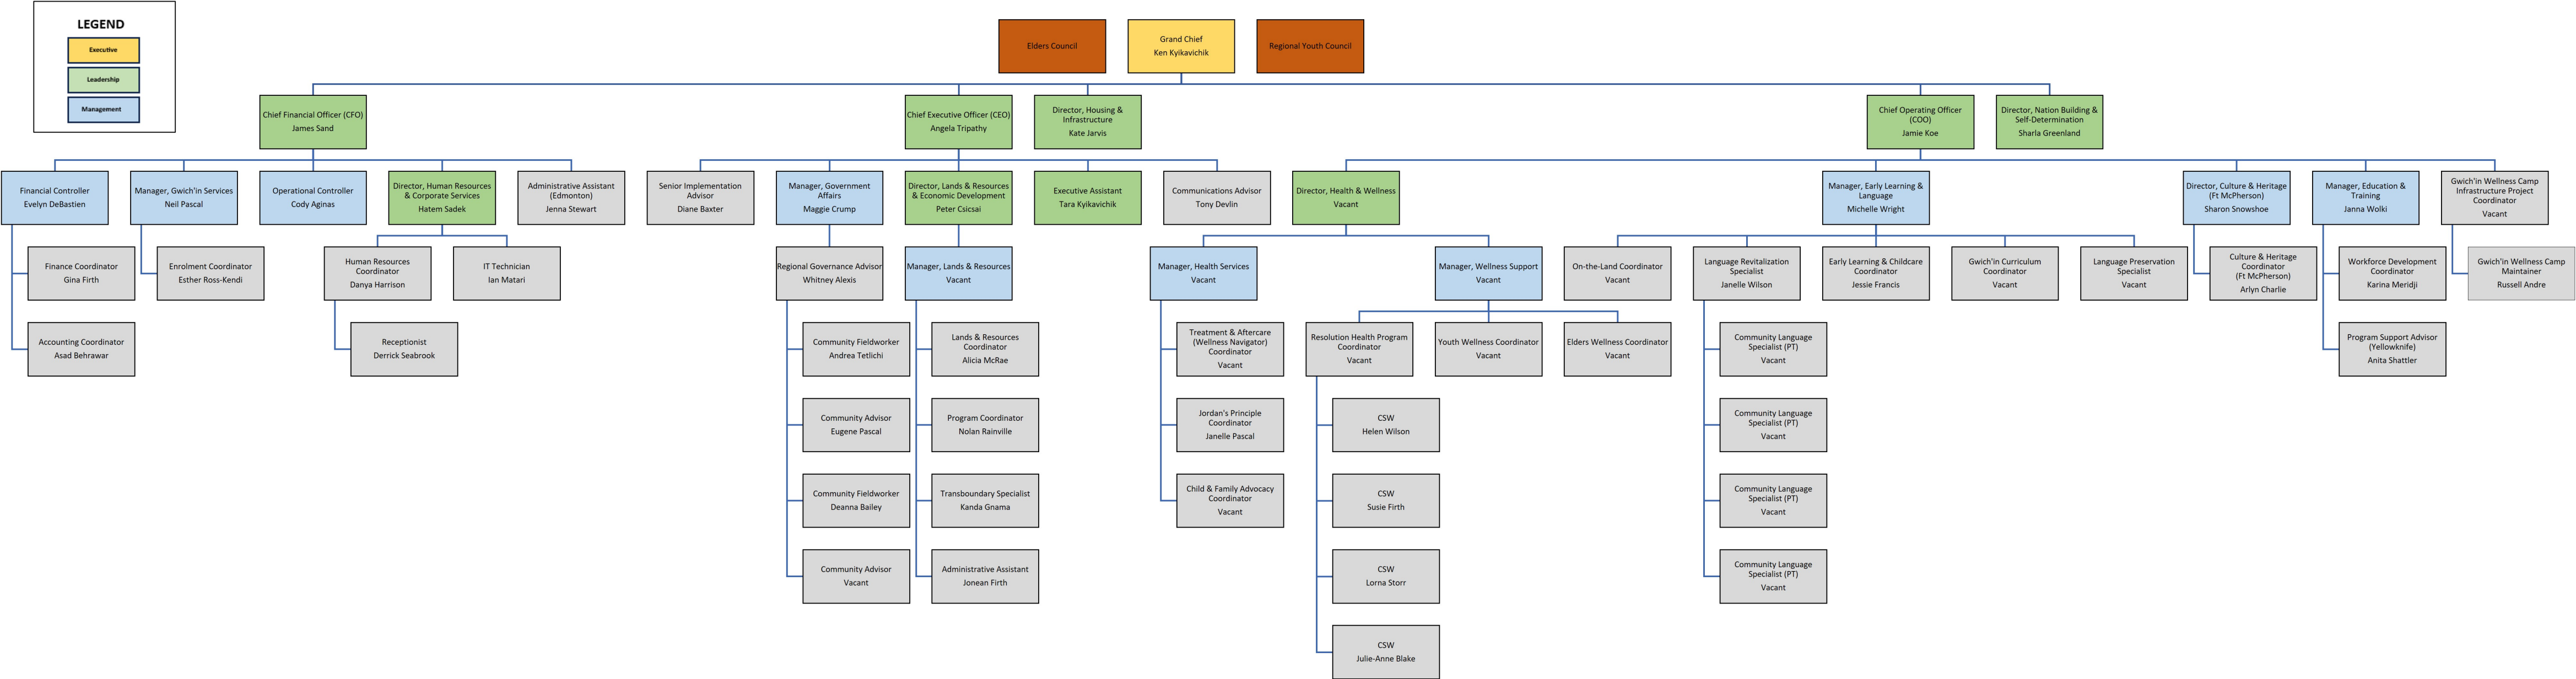 LEGEND
Executive
Leadership
Management
Elders Council
Grand Chief
Ken Kyikavichik
Regional Youth Council
Chief Financial Officer (CFO)
James Sand
Chief Executive Officer (CEO)
Angela Tripathy
Director, Housing &
Infrastructure
Kate Jarvis
Chief Operating Officer
(COO)
Jamie Koe
Director, Nation Building &
Self-Determination
Sharla Greenland
Financial Controller
Evelyn DeBastien
Manager, Gwich'in Services
Neil Pascal
Operational Controller
Cody Aginas
Director, Human Resources
& Corporate Services
Hatem Sadek
Administrative Assistant
(Edmonton)
Jenna Stewart
Senior Implementation
Advisor
Diane Baxter
Manager, Government
Affairs
Maggie Crump
Director, Lands & Resources
& Economic Development
Peter Csicsai
Executive Assistant
Tara Kyikavichik
Communications Advisor
Tony Devlin
Director, Health & Wellness
Vacant
Manager, Early Learning &
Language
Michelle Wright
Director, Culture & Heritage
(Ft McPherson)
Sharon Snowshoe
Manager, Education &
Training
Janna Wolki
Gwich'in Wellness Camp
Infrastructure Project
Coordinator
Vacant
Finance Coordinator
Gina Firth
Enrolment Coordinator
Esther Ross-Kendi
Human Resources
Coordinator
Danya Harrison
IT Technician
Ian Matari
Regional Governance Advisor
Whitney Alexis
Manager, Lands & Resources
Vacant
Manager, Health Services
Vacant
Manager, Wellness Support
Vacant
On-the-Land Coordinator
Vacant
Language Revitalization
Specialist
Janelle Wilson
Early Learning & Childcare
Coordinator
Jessie Francis
Gwich'in Curriculum
Coordinator
Vacant
Language Preservation
Specialist
Vacant
Culture & Heritage
Coordinator
(Ft McPherson)
Arlyn Charlie
Workforce Development
Coordinator
Karina Meridji
Gwich'in Wellness Camp
Maintainer
Russell Andre
Accounting Coordinator
Asad Behrawar
Receptionist
Derrick Seabrook
Community Fieldworker
Andrea Tetlichi
Lands & Resources
Coordinator
Alicia McRae
Treatment & Aftercare
(Wellness Navigator)
Coordinator
Vacant
Resolution Health Program
Coordinator
Vacant
Youth Wellness Coordinator
Vacant
Elders Wellness Coordinator
Vacant
Community Language
Specialist (PT)
Vacant
Program Support Advisor
(Yellowknife)
Anita Shattler
Community Advisor
Eugene Pascal
Program Coordinator
Nolan Rainville
Jordan's Principle
Coordinator
Janelle Pascal
CSW
Helen Wilson
Community Language
Specialist (PT)
Vacant
Community Fieldworker
Deanna Bailey
Transboundary Specialist
Kanda Gnama
Child & Family Advocacy
Coordinator
Vacant
CSW
Susie Firth
Community Language
Specialist (PT)
Vacant
Community Advisor
Vacant
Administrative Assistant
Jonean Firth
CSW
Lorna Storr
Community Language
Specialist (PT)
Vacant
CSW
Julie-Anne Blake